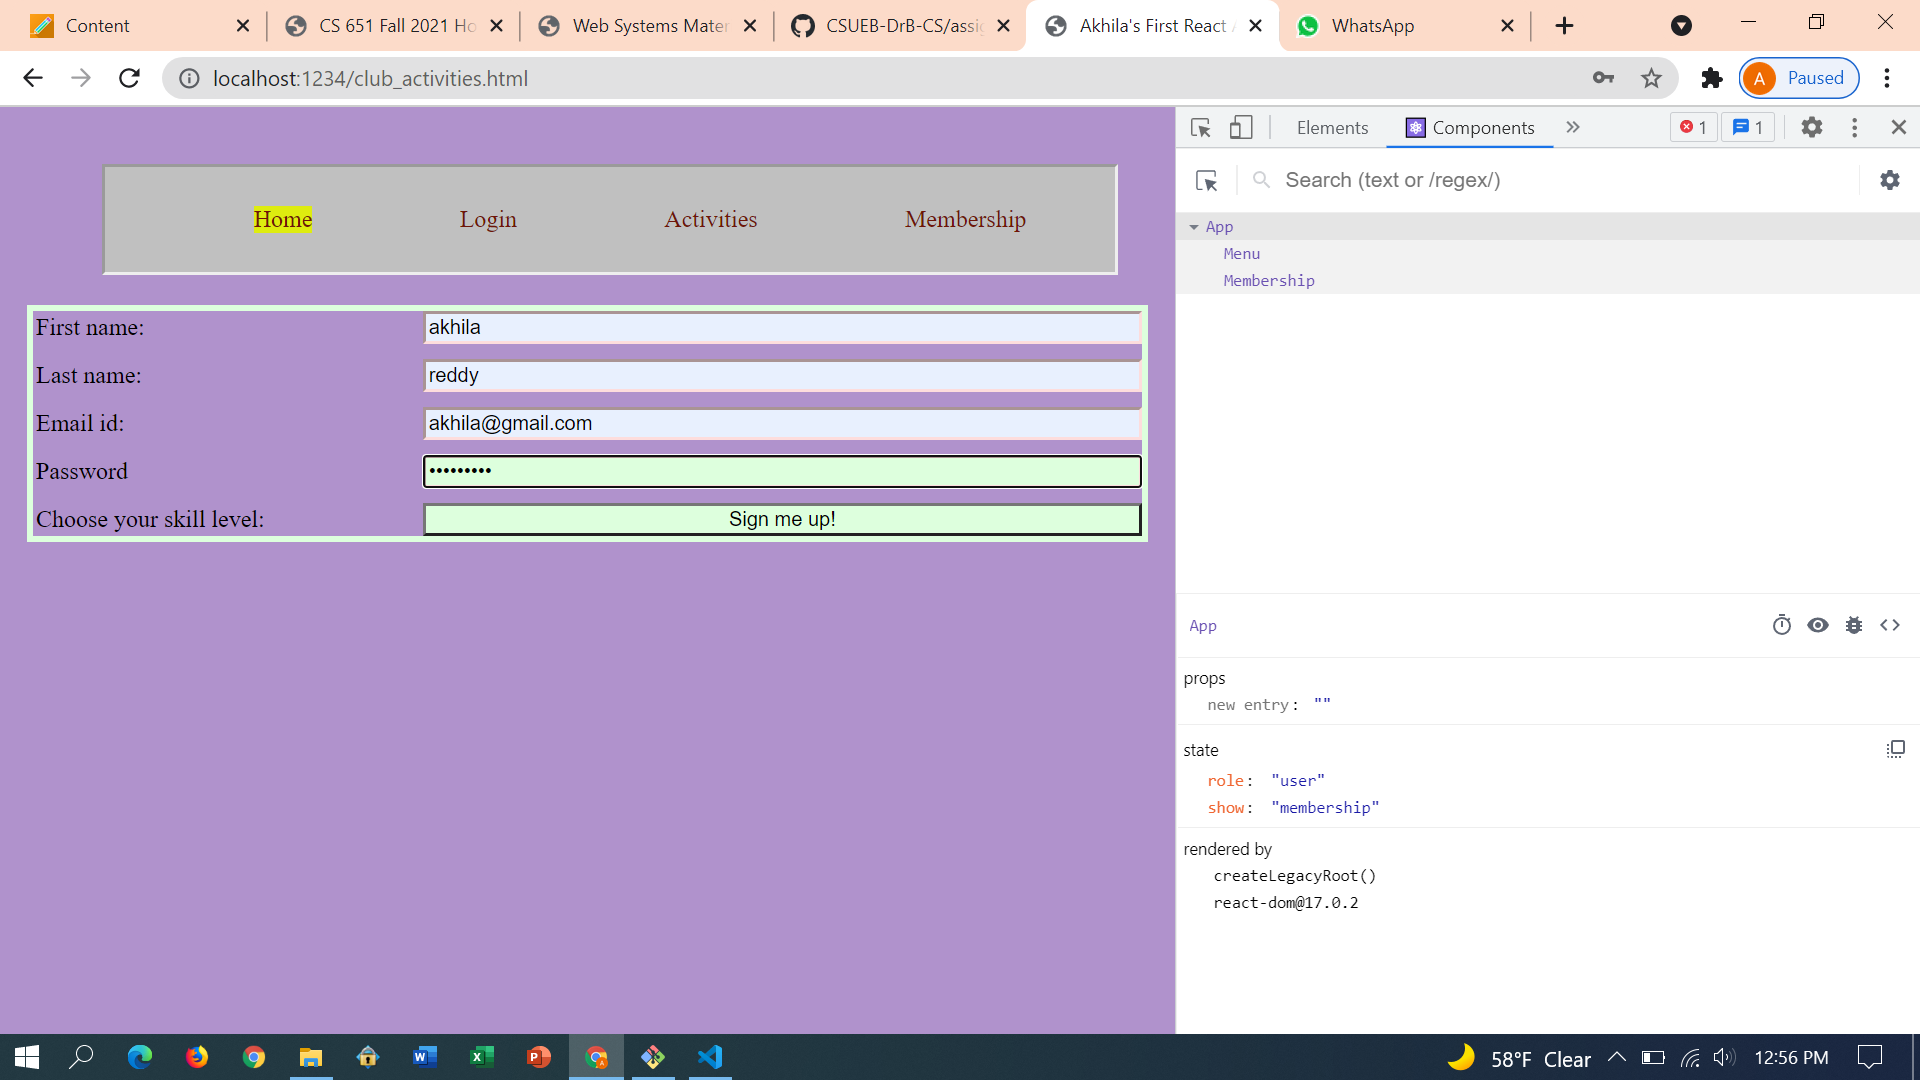 Content
CS 651 Fall 2021 Ho
Web Systems Mater
CSUEB-DrB-CS/assig
Akhila's First React A
WhatsApp
localhost:1234/club_activities.html
A Paused
Home Login Activities Membership
First name: akhila
Last name: reddy
Email id: akhila@gmail.com
Password •••••••••
Choose your skill level: Sign me up!
Elements Components 1 1
Search (text or /regex/)
App
Menu
Membership
App
props
new entry: ""
state
role: "user"
show: "membership"
rendered by
createLegacyRoot()
react-dom@17.0.2
58°F Clear 12:56 PM